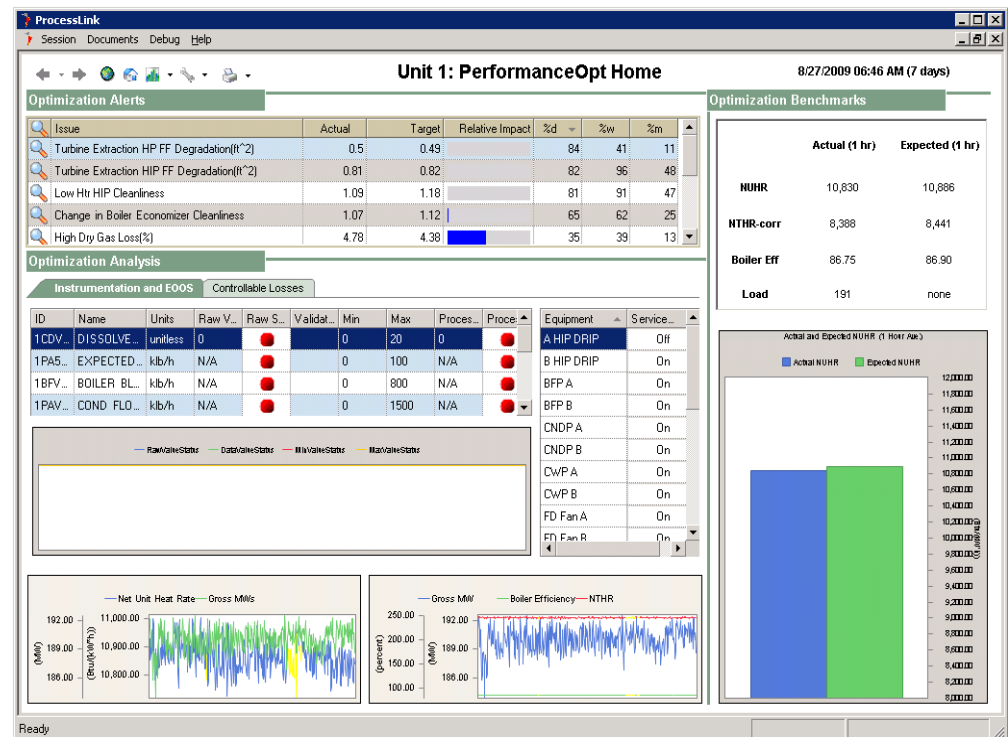 ProcessLink
Session Documents Debug Help
Unit 1: PerformanceOpt Home
8/27/2009 06:46 AM (7 days)
Optimization Alerts
Issue Actual Target Relative Impact %d %w %m
Turbine Extraction HP FF Degradation(ft^2) 0.5 0.49 84 41 11
Turbine Extraction HIP FF Degradation(ft^2) 0.81 0.82 82 96 48
Low Htr HIP Cleanliness 1.09 1.18 81 91 47
Change in Boiler Economizer Cleanliness 1.07 1.12 65 62 25
High Dry Gas Loss(%) 4.78 4.38 35 39 13
Optimization Benchmarks
Actual (1 hr) Expected (1 hr)
NUHR 10,830 10,886
NTHR-corr 8,388 8,441
Boiler Eff 86.75 86.90
Load 191 none
Optimization Analysis
Instrumentation and EOOS Controllable Losses
ID Name Units Raw V... Raw S... Validat... Min Max Proces... Proce
1CDV... DISSOLVE... unitless 0 0 20 0
1PA5... EXPECTED... klb/h N/A 0 100 N/A
1BFV... BOILER BL... klb/h N/A 0 800 N/A
1PAV... COND FLO... klb/h N/A 0 1500 N/A
RawValueStatus DataValueStatus MinValueStatus MaxValueStatus
Equipment Service...
A HIP DRIP Off
B HIP DRIP On
BFP A On
BFP B On
CNDP A On
CNDP B On
CWP A On
CWP B On
FD Fan A On
FD Fan B On
Actual and Expected NUHR (1 Hour Ave.)
Actual NUHR Expected NUHR
12,000.00
11,800.00
11,600.00
11,400.00
11,200.00
11,000.00
10,800.00
10,600.00
10,400.00
10,200.00
10,000.00
9,800.00
9,600.00
9,400.00
9,200.00
9,000.00
8,800.00
8,600.00
8,400.00
8,200.00
8,000.00
Net Unit Heat Rate Gross MWs
192.00 11,000.00
189.00 10,900.00
186.00 10,800.00
(MW) (Btu/(kW*h))
Gross MW Boiler Efficiency NTHR
250.00 192.00
200.00 189.00
150.00 186.00
100.00
(percent) (MW)
Ready